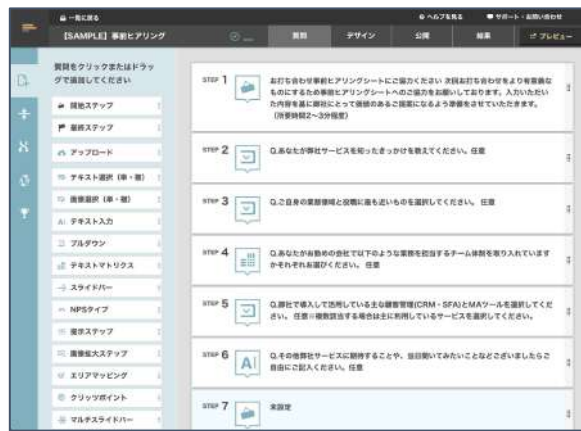 一覧に戻る
ヘルプを見る
サポート・お問い合わせ
【SAMPLE】事前ヒアリング
質問
デザイン
公開
結果
プレビュー
質問をクリックまたはドラッ
グで追加してください
開始ステップ
最終ステップ
アップロード
テキスト選択（単・複）
画像選択（単・複）
テキスト入力
プルダウン
テキストマトリクス
スライドバー
NPSタイプ
提示ステップ
画像拡大ステップ
エリアマッピング
クリックポイント
マルチスライドバー
STEP 1
お打ち合わせ事前ヒアリングシートにご協力ください 次回お打ち合わせをより有意義な
ものにするため事前ヒアリングシートへのご協力をお願いしております。入力いただい
た内容を基に御社にとって価値のあるご提案になるよう準備をさせていただきます。
（所要時間2〜3分程度）
STEP 2
Q.あなたが弊社サービスを知ったきっかけを教えてください。任意
STEP 3
Q.ご自身の業務領域と役職に最も近いものを選択してください。 任意
STEP 4
Q.あなたがお勤めの会社で以下のような業務を担当するチーム体制を取り入れています
かそれぞれお選びください。 任意
STEP 5
Q.御社で導入して活用している主な顧客管理(CRM・SFA)とMAツールを選択してくだ
さい。 任意※複数該当する場合は主に利用しているサービスを選択してください。
STEP 6
AI
Q.その他弊社サービスに期待することや、当日聞いてみたいことなどございましたらご
自由にご記入ください。任意
STEP 7
未設定